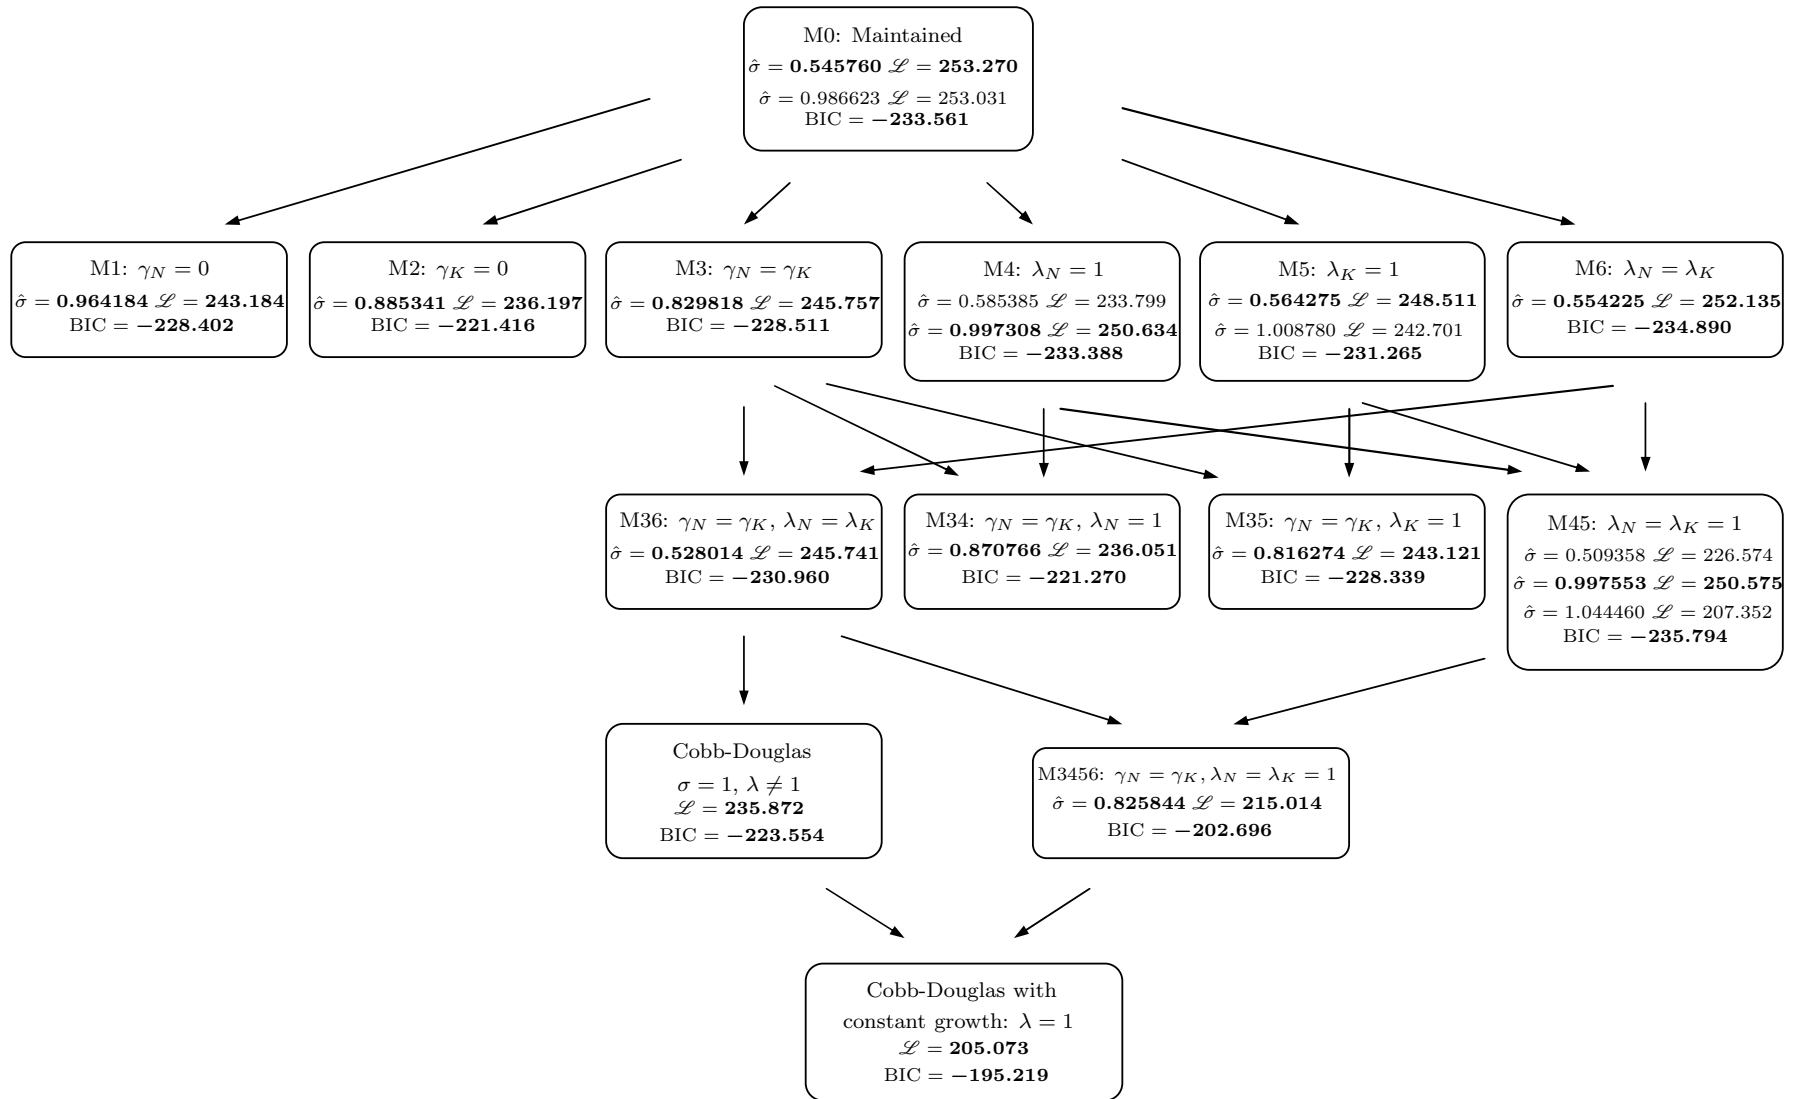 M0: Maintained
σ̂ = 0.545760 ℒ = 253.270
σ̂ = 0.986623 ℒ = 253.031
BIC = −233.561
M1: γ_N = 0
σ̂ = 0.964184 ℒ = 243.184
BIC = −228.402
M2: γ_K = 0
σ̂ = 0.885341 ℒ = 236.197
BIC = −221.416
M3: γ_N = γ_K
σ̂ = 0.829818 ℒ = 245.757
BIC = −228.511
M4: λ_N = 1
σ̂ = 0.585385 ℒ = 233.799
σ̂ = 0.997308 ℒ = 250.634
BIC = −233.388
M5: λ_K = 1
σ̂ = 0.564275 ℒ = 248.511
σ̂ = 1.008780 ℒ = 242.701
BIC = −231.265
M6: λ_N = λ_K
σ̂ = 0.554225 ℒ = 252.135
BIC = −234.890
M36: γ_N = γ_K, λ_N = λ_K
σ̂ = 0.528014 ℒ = 245.741
BIC = −230.960
M34: γ_N = γ_K, λ_N = 1
σ̂ = 0.870766 ℒ = 236.051
BIC = −221.270
M35: γ_N = γ_K, λ_K = 1
σ̂ = 0.816274 ℒ = 243.121
BIC = −228.339
M45: λ_N = λ_K = 1
σ̂ = 0.509358 ℒ = 226.574
σ̂ = 0.997553 ℒ = 250.575
σ̂ = 1.044460 ℒ = 207.352
BIC = −235.794
Cobb-Douglas
σ = 1, λ ≠ 1
ℒ = 235.872
BIC = −223.554
M3456: γ_N = γ_K, λ_N = λ_K = 1
σ̂ = 0.825844 ℒ = 215.014
BIC = −202.696
Cobb-Douglas with
constant growth: λ = 1
ℒ = 205.073
BIC = −195.219